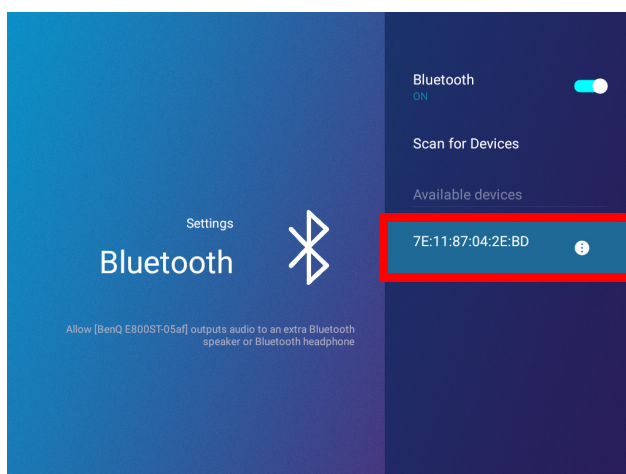 Settings
Bluetooth
Allow [BenQ E800ST-05af] outputs audio to an extra Bluetooth
speaker or Bluetooth headphone
Bluetooth
ON
Scan for Devices
Available devices
7E:11:87:04:2E:BD